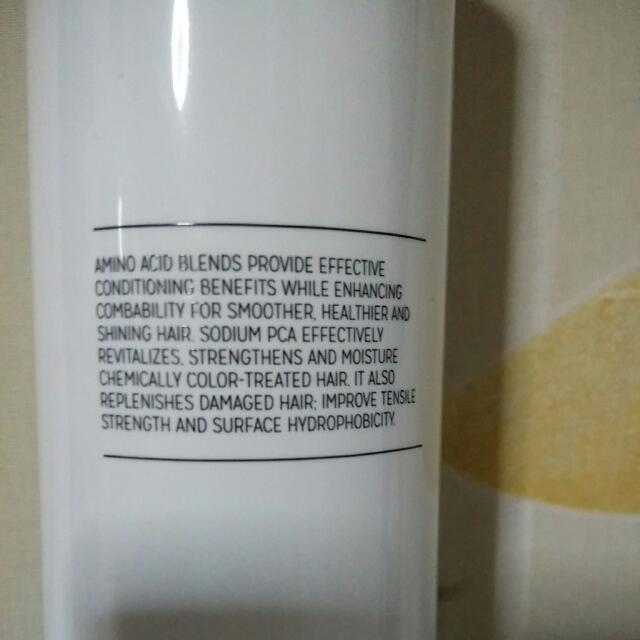 AMINO ACID BLENDS PROVIDE EFFECTIVE
CONDITIONING BENEFITS WHILE ENHANCING
COMBABILITY FOR SMOOTHER, HEALTHIER AND
SHINING HAIR. SODIUM PCA EFFECTIVELY
REVITALIZES, STRENGTHENS AND MOISTURE
CHEMICALLY COLOR-TREATED HAIR. IT ALSO
REPLENISHES DAMAGED HAIR; IMPROVE TENSILE
STRENGTH AND SURFACE HYDROPHOBICITY.